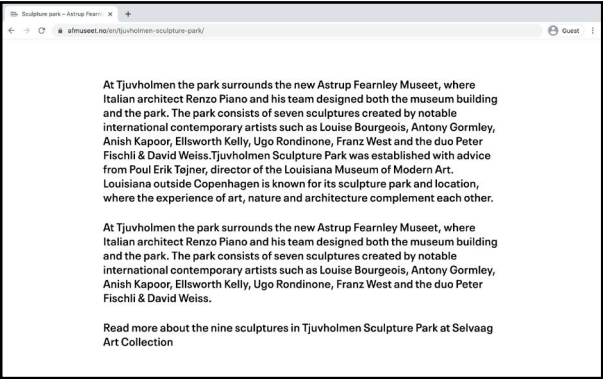 Sculpture park – Astrup Fearn
afmuseet.no/en/tjuvholmen-sculpture-park/
Guest
At Tjuvholmen the park surrounds the new Astrup Fearnley Museet, where
Italian architect Renzo Piano and his team designed both the museum building
and the park. The park consists of seven sculptures created by notable
international contemporary artists such as Louise Bourgeois, Antony Gormley,
Anish Kapoor, Ellsworth Kelly, Ugo Rondinone, Franz West and the duo Peter
Fischli & David Weiss.Tjuvholmen Sculpture Park was established with advice
from Poul Erik Tøjner, director of the Louisiana Museum of Modern Art.
Louisiana outside Copenhagen is known for its sculpture park and location,
where the experience of art, nature and architecture complement each other.
At Tjuvholmen the park surrounds the new Astrup Fearnley Museet, where
Italian architect Renzo Piano and his team designed both the museum building
and the park. The park consists of seven sculptures created by notable
international contemporary artists such as Louise Bourgeois, Antony Gormley,
Anish Kapoor, Ellsworth Kelly, Ugo Rondinone, Franz West and the duo Peter
Fischli & David Weiss.
Read more about the nine sculptures in Tjuvholmen Sculpture Park at Selvaag
Art Collection